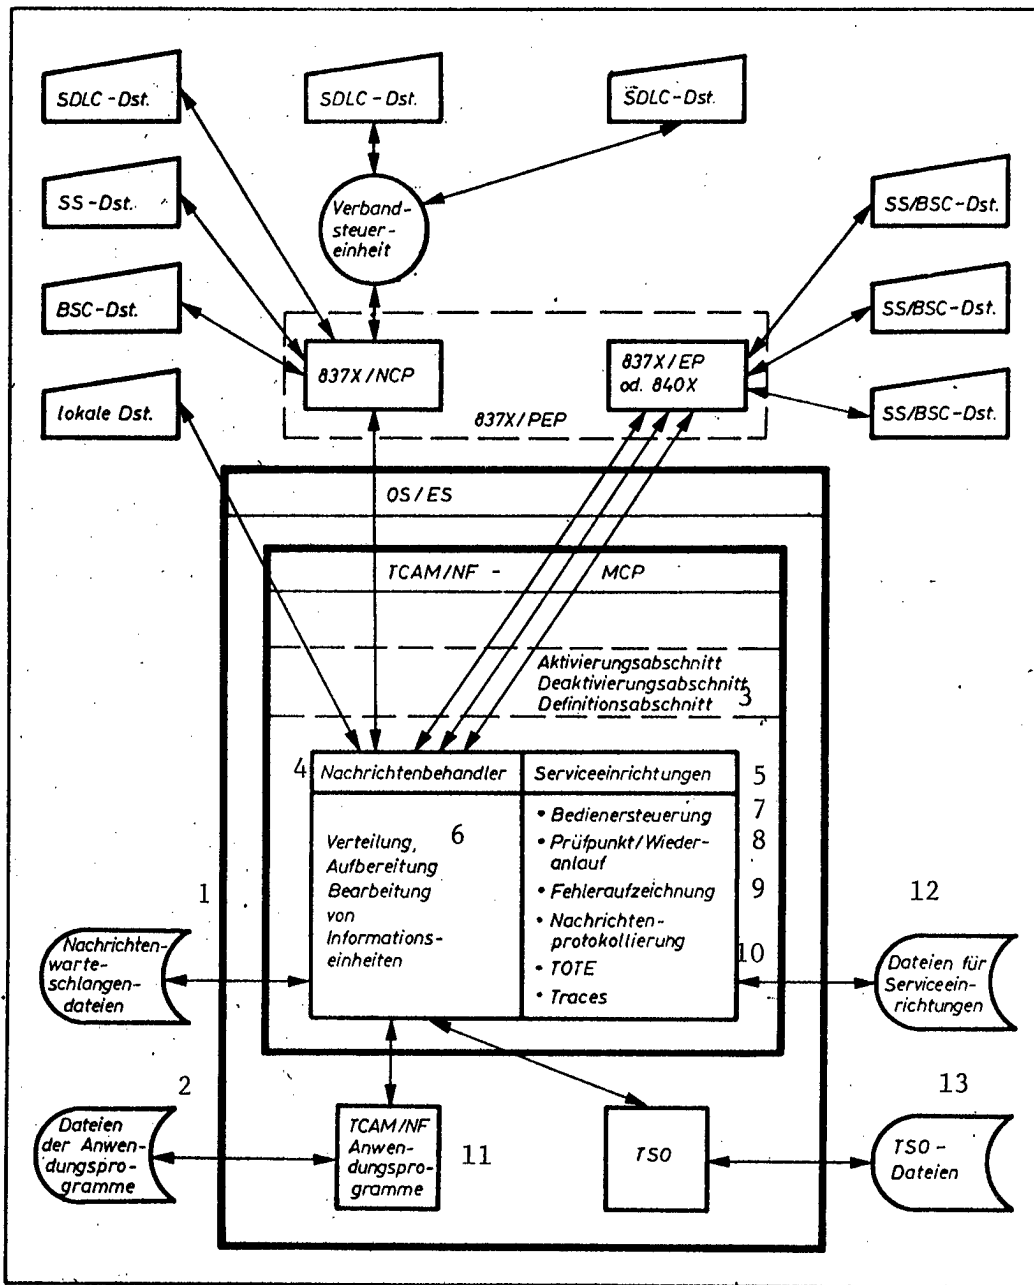 SDLC-Dst.
SDLC-Dst.
SDLC-Dst.
SS-Dst.
Verband-
steuer-
einheit
SS/BSC-Dst.
BSC-Dst.
SS/BSC-Dst.
837X/NCP
837X/EP
od. 840X
lokale Dst.
837X/PEP
SS/BSC-Dst.
OS/ES
TCAM/NF - MCP
Aktivierungsabschnitt
Deaktivierungsabschnitt
Definitionsabschnitt 3
4 Nachrichtenbehandler
Serviceeinrichtungen 5
Verteilung, 6
Aufbereitung
Bearbeitung
von
Informations-
einheiten
• Bedienersteuerung 7
• Prüfpunkt/Wieder- 8
anlauf
• Fehleraufzeichnung 9
• Nachrichten-
protokollierung
10
• TOTE
• Traces
1
Nachrichten-
warte-
schlangen-
dateien
12
Dateien für
Serviceein-
richtungen
2
Dateien
der Anwen-
dungspro-
gramme
TCAM/NF
Anwen-
dungspro-
gramme
11
TSO
13
TSO -
Dateien